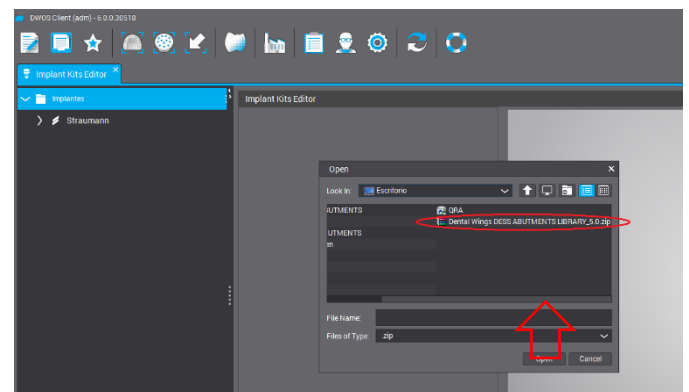 DWOS Client (adm) - 6.0.0.30518
Implant Kits Editor
Implantes
Implant Kits Editor
Straumann
Open
Look In:
Escritorio
UTMENTS
QRA
Dental Wings DESS ABUTMENTS LIBRARY_5.0.zip
UTMENTS
en
File Name:
Files of Type:
.zip
Open
Cancel